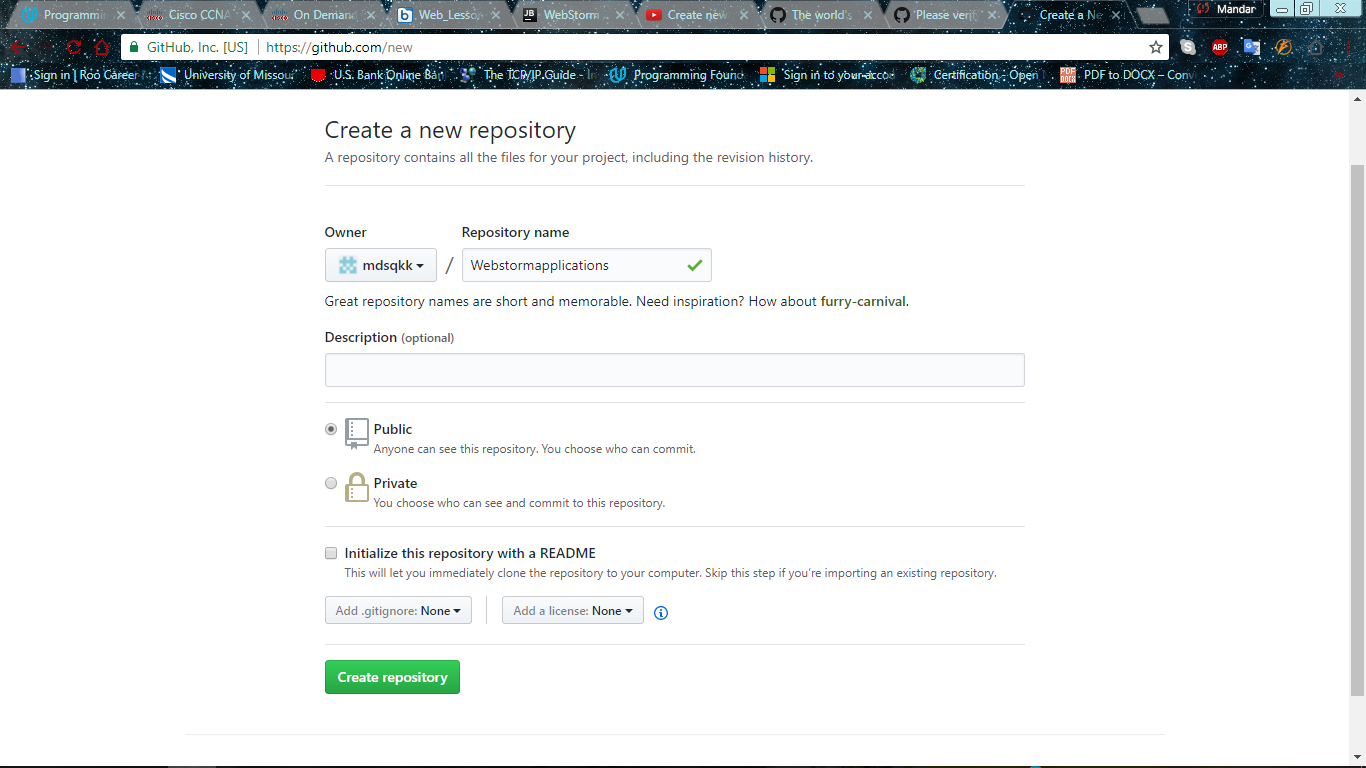 Programmi Cisco CCNA On Deman Web_Lesso WebStorm Create new The world's 'Please veri Create a Ne Mandar
GitHub, Inc. [US] https://github.com/new ABP
Sign in | Roo Career University of Missou U.S. Bank Online Ban The TCP/IP Guide - In Programming Found Sign in to your acco Certification - Open PDF to DOCX – Con
Create a new repository
A repository contains all the files for your project, including the revision history.
Owner Repository name
mdsqkk / Webstormapplications
Great repository names are short and memorable. Need inspiration? How about furry-carnival.
Description (optional)
Public
Anyone can see this repository. You choose who can commit.
Private
You choose who can see and commit to this repository.
Initialize this repository with a README
This will let you immediately clone the repository to your computer. Skip this step if you're importing an existing repository.
Add .gitignore: None Add a license: None
Create repository